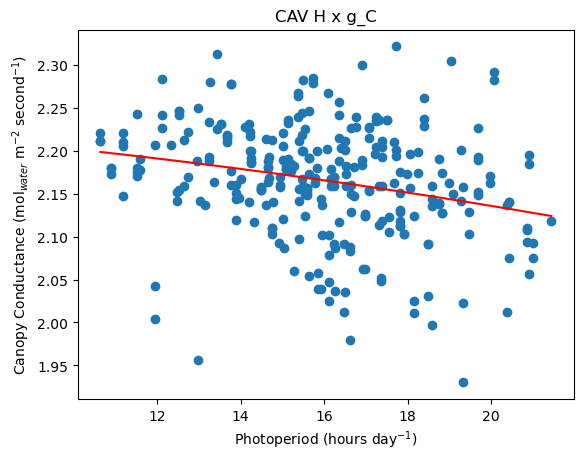 CAV H x g_C
Canopy Conductance (mol_water m⁻² second⁻¹)
2.30
2.25
2.20
2.15
2.10
2.05
2.00
1.95
12 14 16 18 20
Photoperiod (hours day⁻¹)